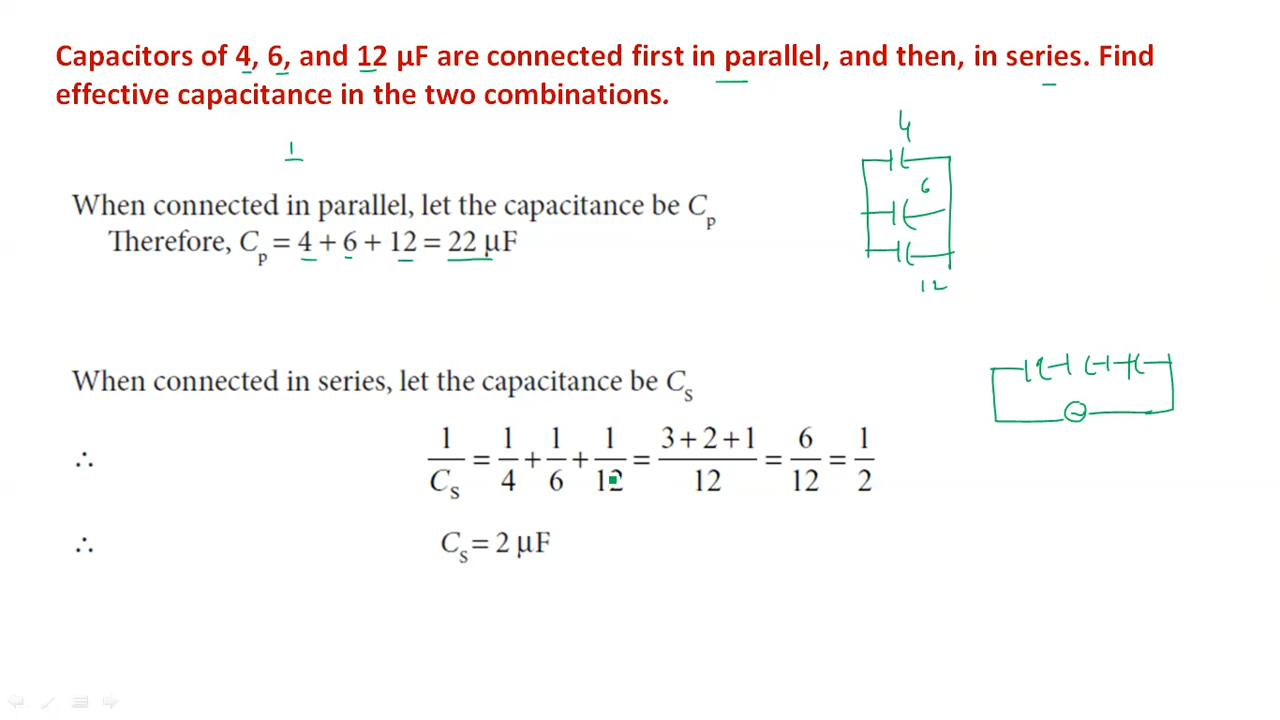 Capacitors of 4, 6, and 12 μF are connected first in parallel, and then, in series. Find
effective capacitance in the two combinations.
4
1
6
When connected in parallel, let the capacitance be Cp
Therefore, Cp = 4 + 6 + 12 = 22 μF
12
When connected in series, let the capacitance be Cs
∴ 1/Cs = 1/4 + 1/6 + 1/12 = (3+2+1)/12 = 6/12 = 1/2
∴ Cs = 2 μF